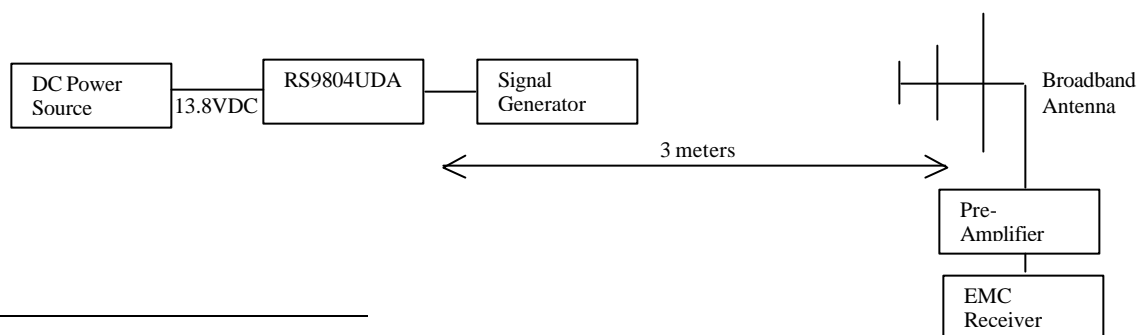 DC Power
Source
13.8VDC
RS9804UDA
Signal
Generator
Broadband
Antenna
3 meters
Pre-
Amplifier
EMC
Receiver